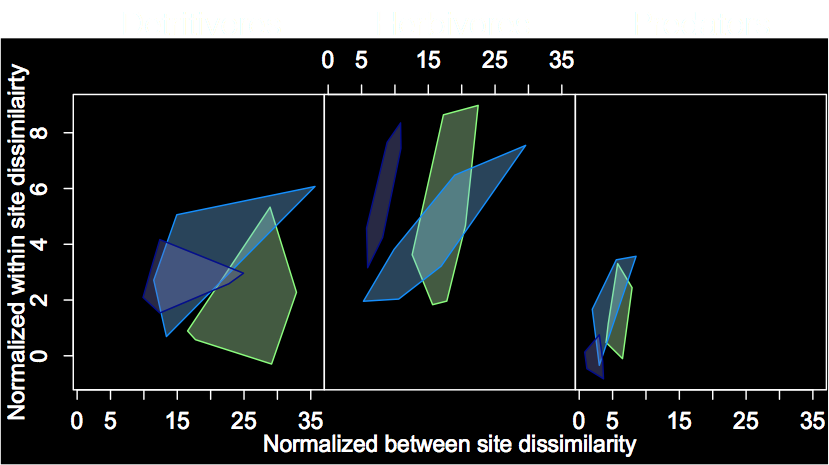 0 5 15 25 35
Normalized within site dissimilairty
8
6
4
2
0
0 5 15 25 35
0 5 15 25 35
Normalized between site dissimilarity